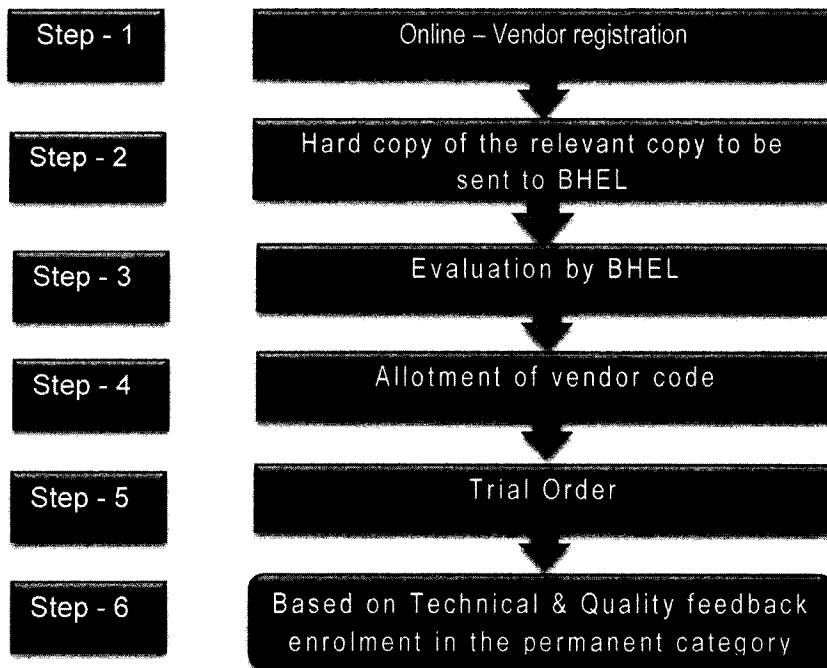 Step - 1
Online – Vendor registration
Step - 2
Hard copy of the relevant copy to be
sent to BHEL
Step - 3
Evaluation by BHEL
Step - 4
Allotment of vendor code
Step - 5
Trial Order
Step - 6
Based on Technical & Quality feedback
enrolment in the permanent category